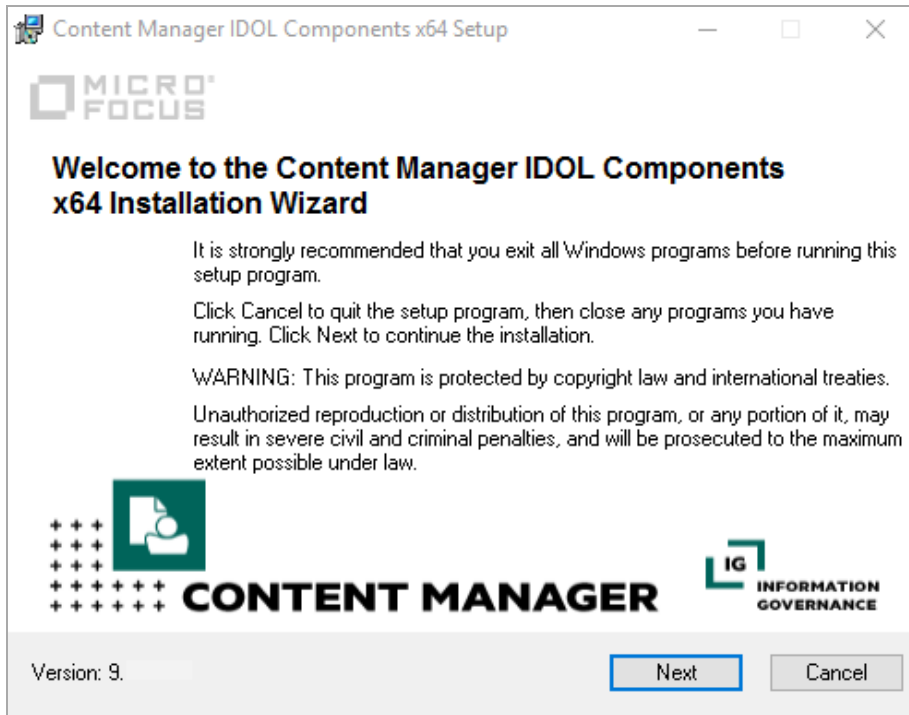 Content Manager IDOL Components x64 Setup
MICRO
FOCUS
Welcome to the Content Manager IDOL Components
x64 Installation Wizard
It is strongly recommended that you exit all Windows programs before running this
setup program.
Click Cancel to quit the setup program, then close any programs you have
running. Click Next to continue the installation.
WARNING: This program is protected by copyright law and international treaties.
Unauthorized reproduction or distribution of this program, or any portion of it, may
result in severe civil and criminal penalties, and will be prosecuted to the maximum
extent possible under law.
CONTENT MANAGER
IG
INFORMATION
GOVERNANCE
Version: 9.
Next
Cancel